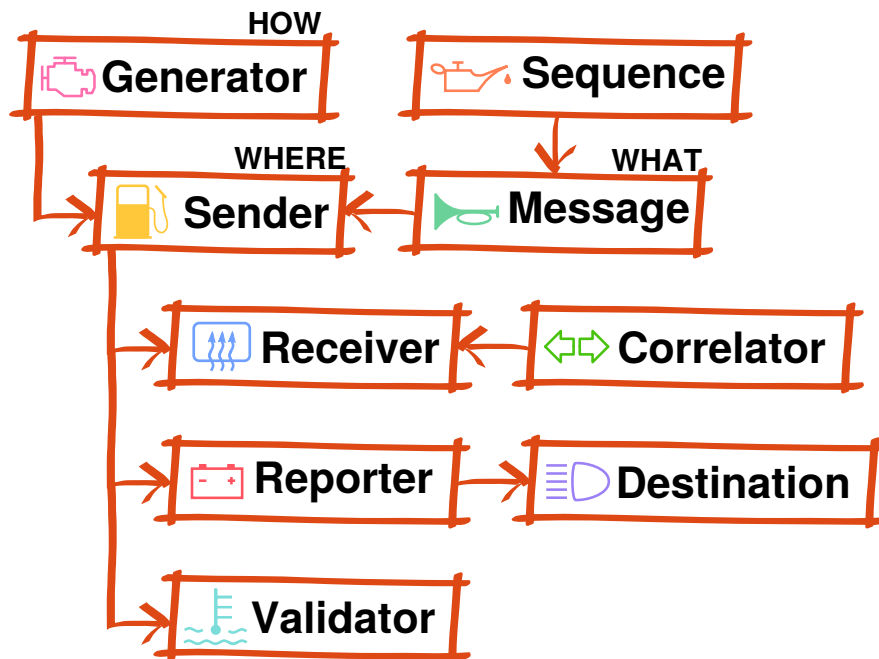 HOW
Generator
Sequence
WHERE
WHAT
Sender
Message
Receiver
Correlator
Reporter
Destination
Validator